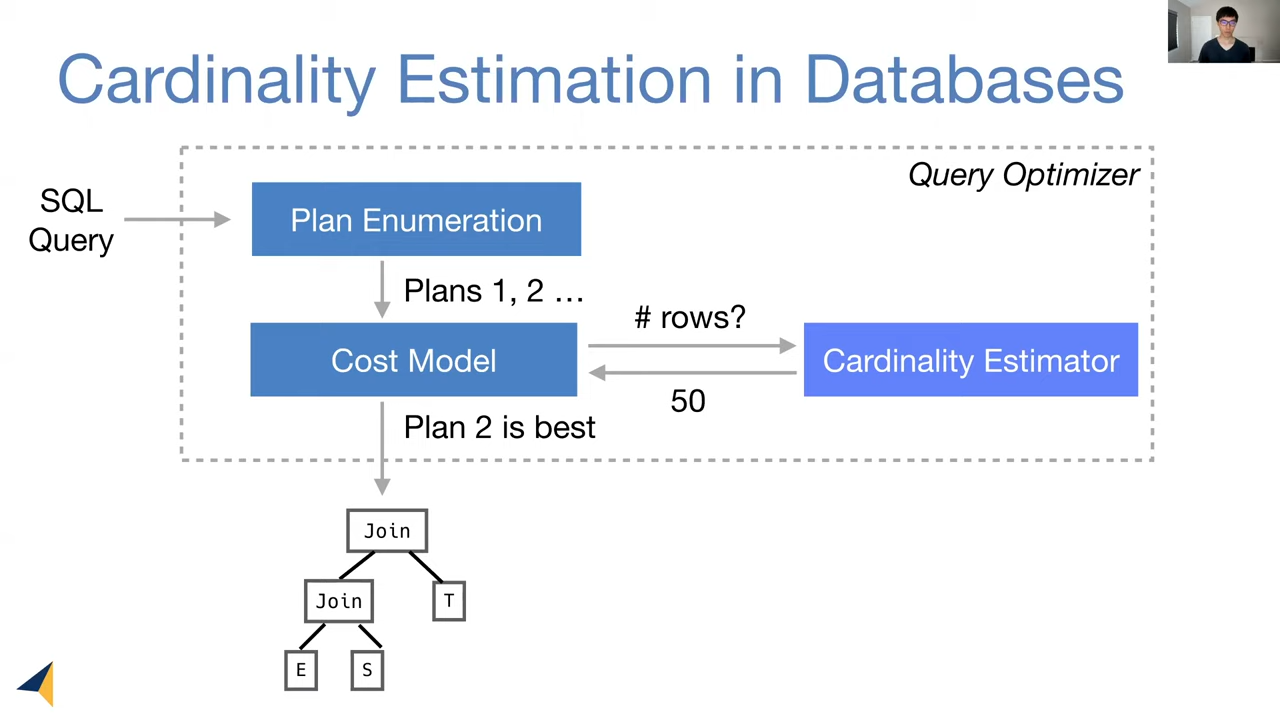 Cardinality Estimation in Databases
Query Optimizer
SQL
Query
Plan Enumeration
Plans 1, 2 …
# rows?
Cost Model
Cardinality Estimator
50
Plan 2 is best
Join
Join
T
E
S